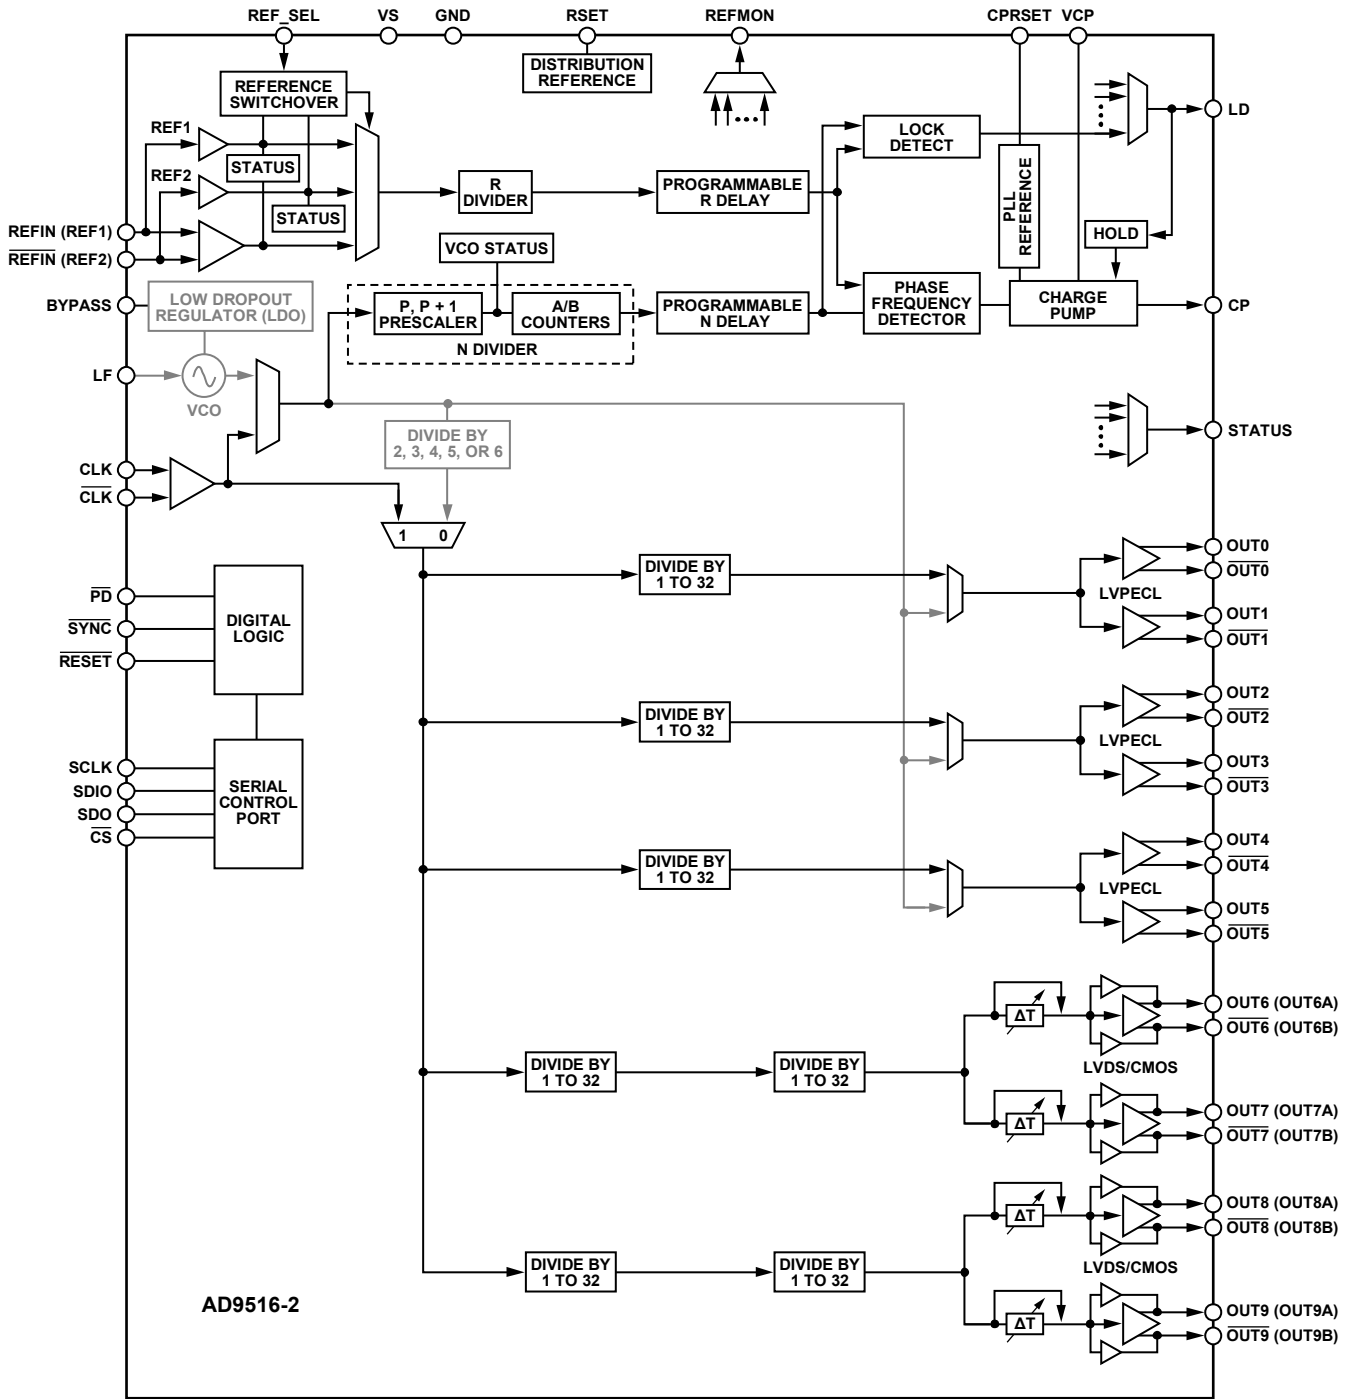 REF_SEL VS GND RSET REFMON CPRSET VCP
DISTRIBUTION
REFERENCE
REFERENCE
SWITCHOVER
REF1
STATUS
REF2
STATUS
REFIN (REF1)
REFIN (REF2)
R
DIVIDER
PROGRAMMABLE
R DELAY
LOCK
DETECT
LD
PLL
REFERENCE
HOLD
VCO STATUS
BYPASS
LOW DROPOUT
REGULATOR (LDO)
P, P + 1
PRESCALER
A/B
COUNTERS
N DIVIDER
PROGRAMMABLE
N DELAY
PHASE
FREQUENCY
DETECTOR
CHARGE
PUMP
CP
LF
VCO
STATUS
DIVIDE BY
2, 3, 4, 5, OR 6
CLK
CLK
1 0
DIVIDE BY
1 TO 32
LVPECL
OUT0
OUT0
OUT1
OUT1
PD
SYNC
RESET
DIGITAL
LOGIC
DIVIDE BY
1 TO 32
LVPECL
OUT2
OUT2
OUT3
OUT3
SCLK
SDIO
SDO
CS
SERIAL
CONTROL
PORT
DIVIDE BY
1 TO 32
LVPECL
OUT4
OUT4
OUT5
OUT5
DIVIDE BY
1 TO 32
DIVIDE BY
1 TO 32
ΔT
ΔT
LVDS/CMOS
OUT6 (OUT6A)
OUT6 (OUT6B)
OUT7 (OUT7A)
OUT7 (OUT7B)
DIVIDE BY
1 TO 32
DIVIDE BY
1 TO 32
ΔT
ΔT
LVDS/CMOS
OUT8 (OUT8A)
OUT8 (OUT8B)
OUT9 (OUT9A)
OUT9 (OUT9B)
AD9516-2